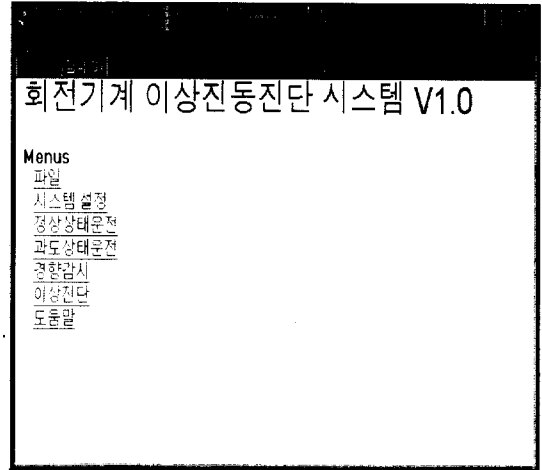 회전기계 이상진동진단 시스템 V1.0
Menus
파일
시스템 설정
정상상태운전
과도상태운전
경향감시
이상진단
도움말